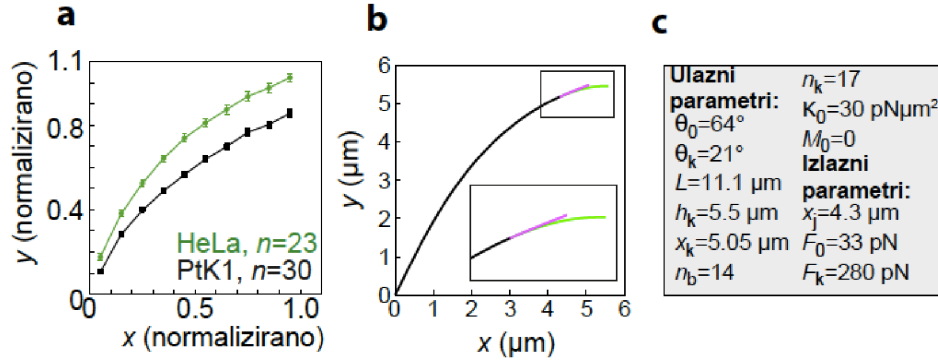 a
1.1
0.8
0.4
0
y (normalizirano)
HeLa, n=23
PtK1, n=30
0.0
0.5
1.0
x (normalizirano)
b
6
5
4
3
2
1
0
y (µm)
0 1 2 3 4 5 6
x (µm)
c
Ulazni
parametri:
θ0=64°
θk=21°
L=11.1 µm
hk=5.5 µm
xk=5.05 µm
nb=14
nk=17
κ0=30 pNµm²
M0=0
Izlazni
parametri:
xj=4.3 µm
F0=33 pN
Fk=280 pN